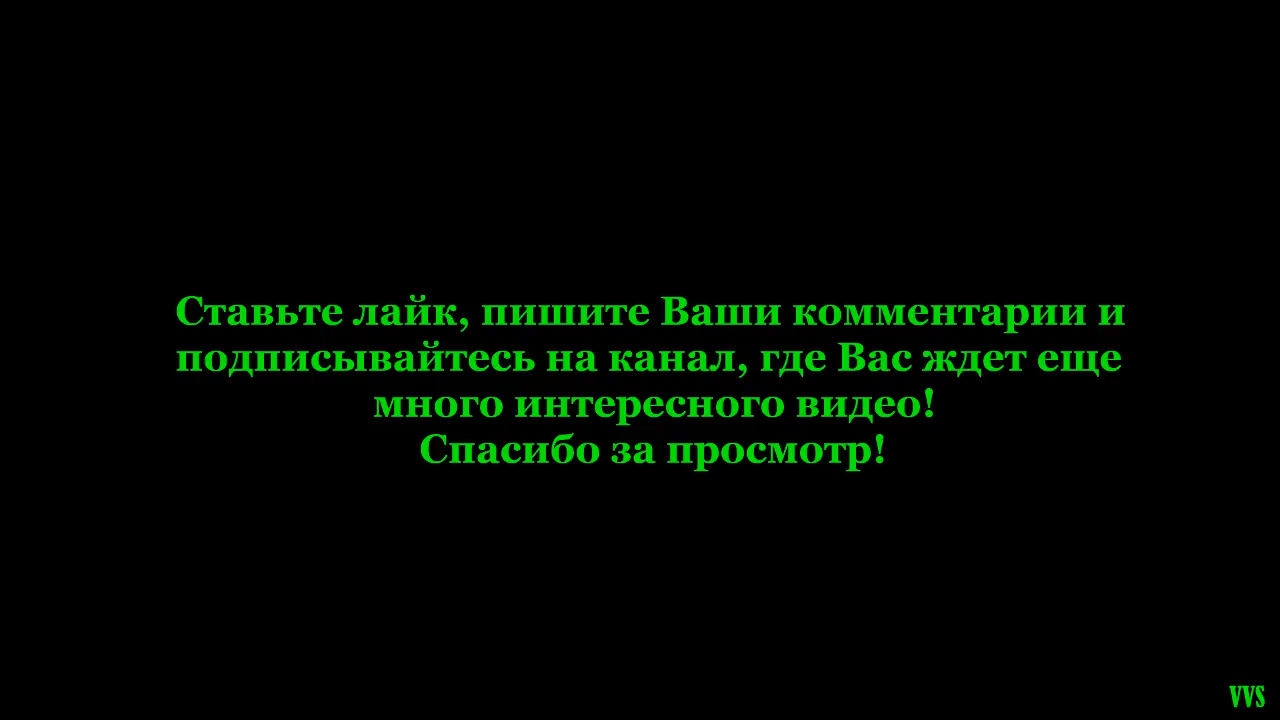 Ставьте лайк, пишите Ваши комментарии и
подписывайтесь на канал, где Вас ждет еще
много интересного видео!
Спасибо за просмотр!
VVS